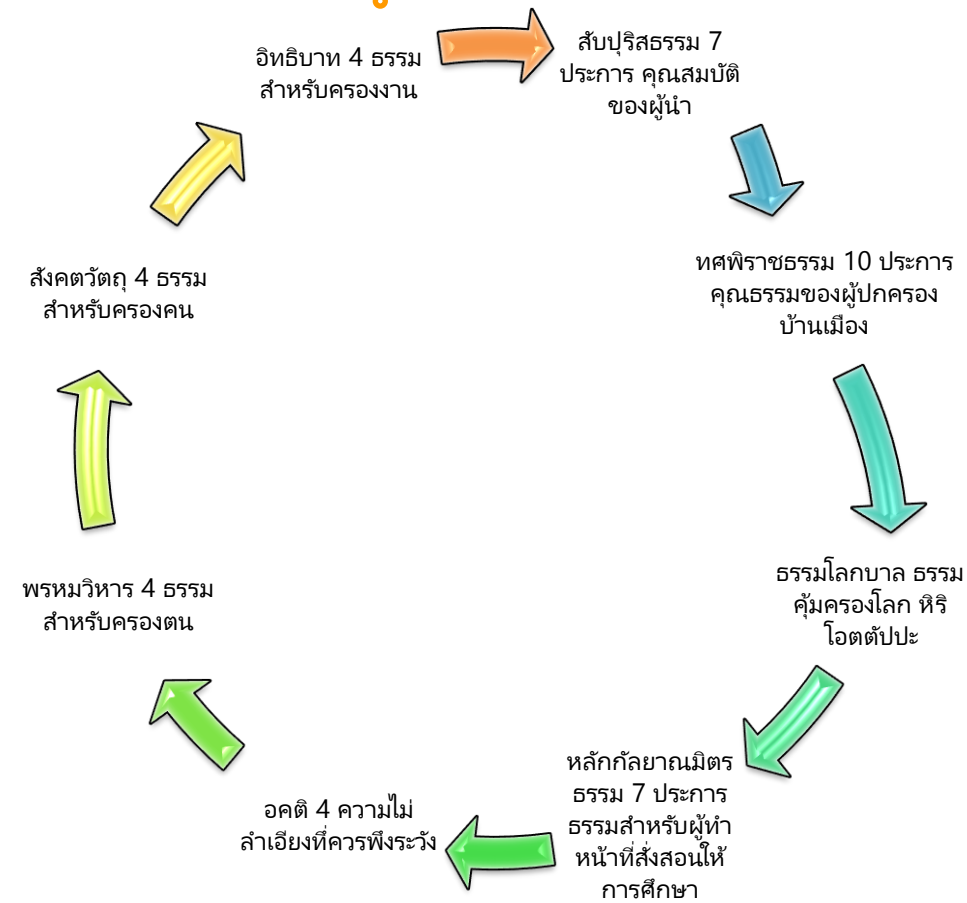 อิทธิบาท 4 ธรรม
สำหรับครองงาน
สับปุริสธรรม 7
ประการ คุณสมบัติ
ของผู้นำ
ทศพิราชธรรม 10 ประการ
คุณธรรมของผู้ปกครอง
บ้านเมือง
ธรรมโลกบาล ธรรม
คุ้มครองโลก หิริ
โอตตัปปะ
หลักกัลยาณมิตร
ธรรม 7 ประการ
ธรรมสำหรับผู้ทำ
หน้าที่สั่งสอนให้
การศึกษา
อคติ 4 ความไม่
ลำเอียงที่ควรพึงระวัง
พรหมวิหาร 4 ธรรม
สำหรับครองตน
สังคตวัตถุ 4 ธรรม
สำหรับครองคน